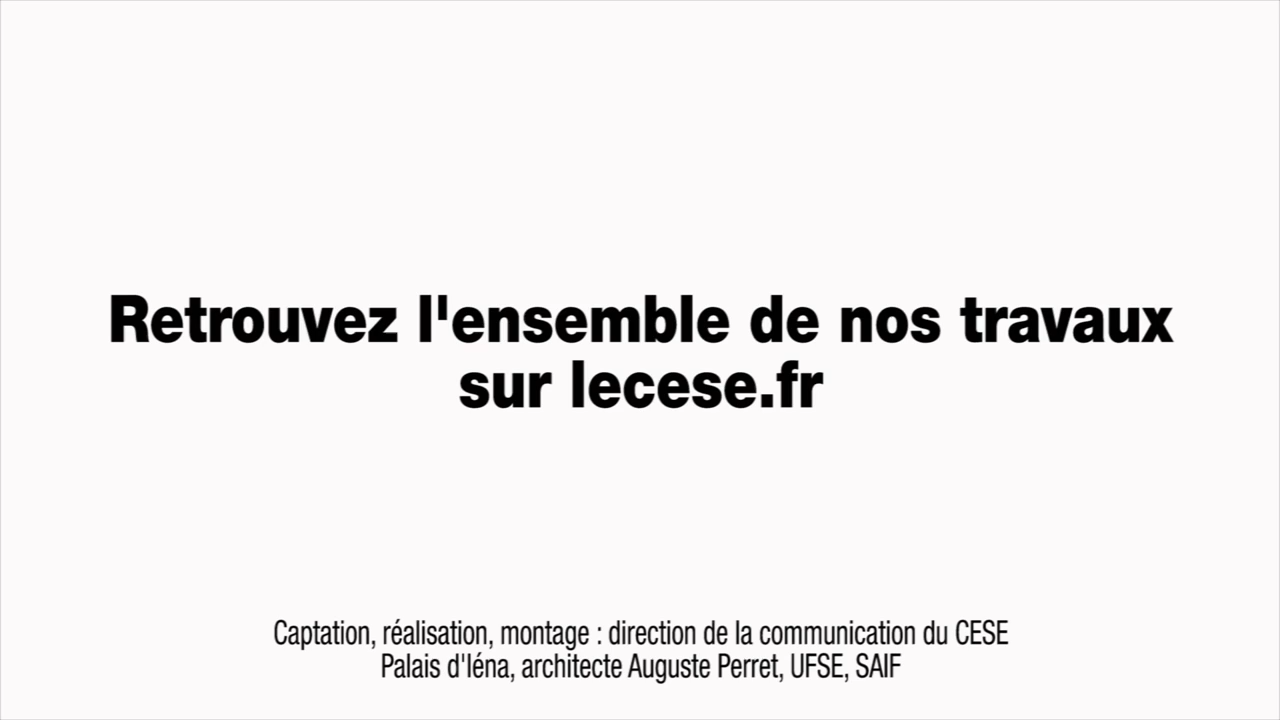 Retrouvez l'ensemble de nos travaux
sur lecese.fr
Captation, réalisation, montage : direction de la communication du CESE
Palais d'Iéna, architecte Auguste Perret, UFSE, SAIF